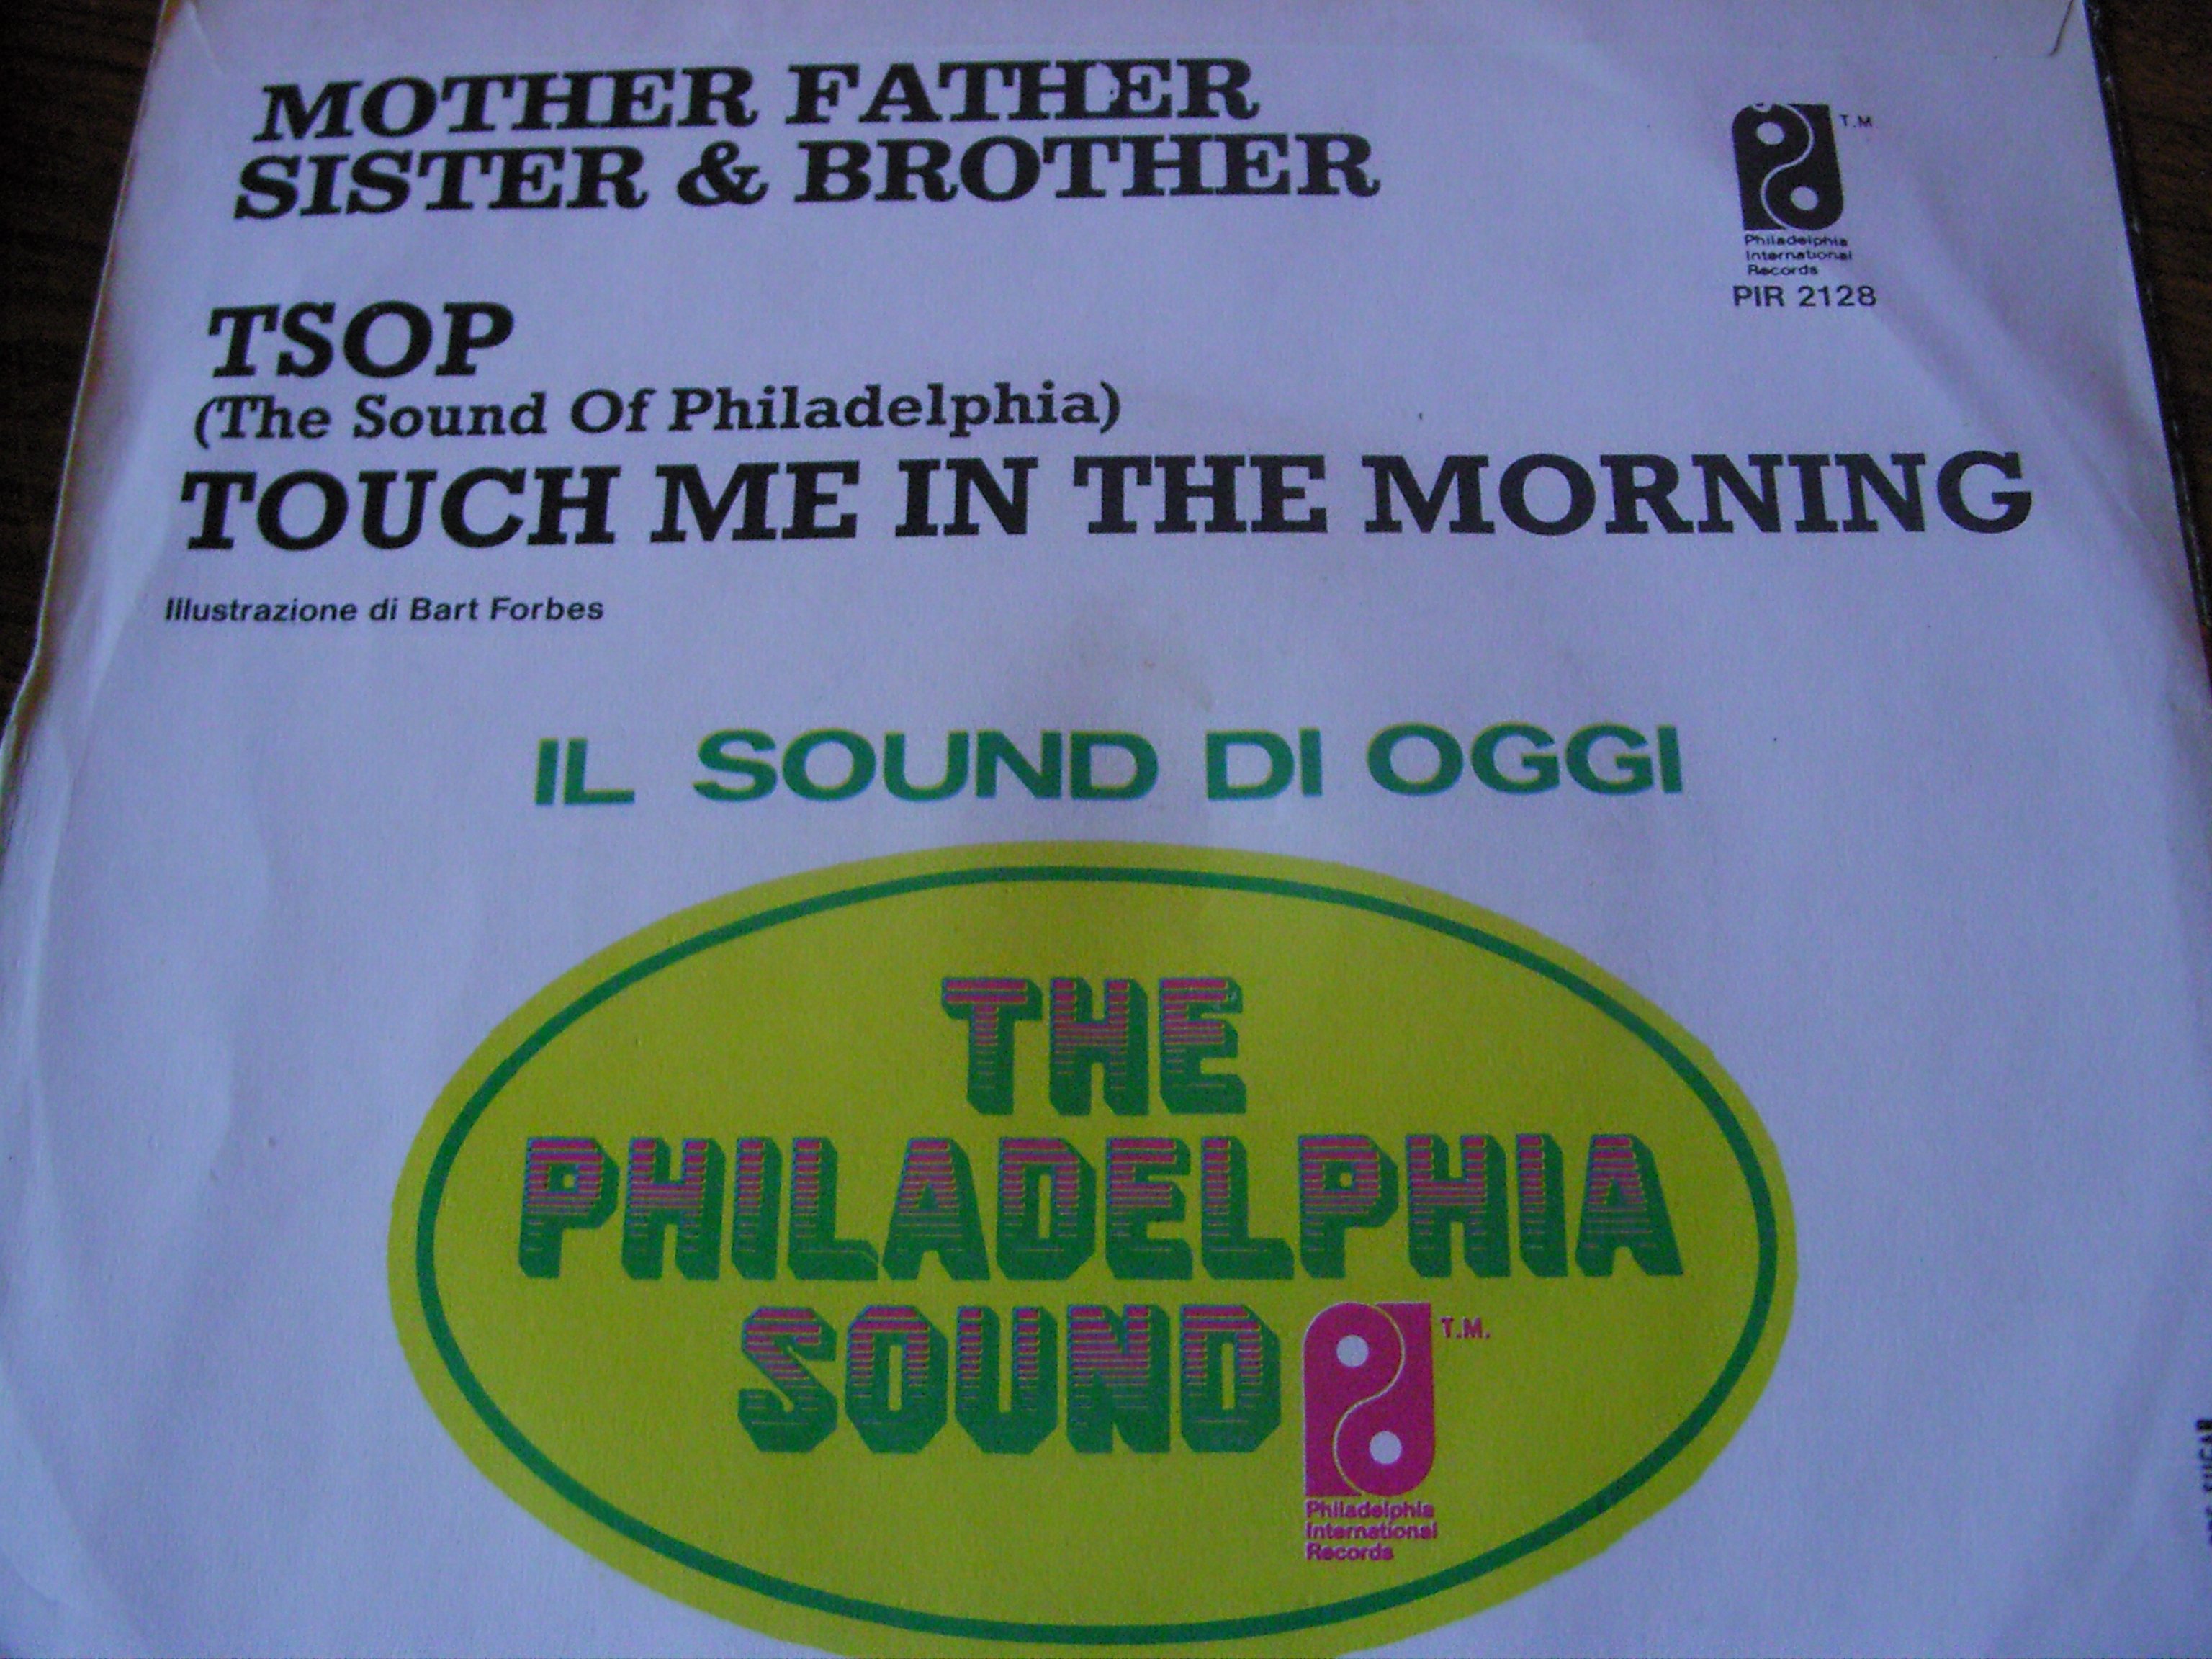 MOTHER FATHER
SISTER & BROTHER
T.M
Philadelphia
International
Records
PIR 2128
TSOP
(The Sound Of Philadelphia)
TOUCH ME IN THE MORNING
Illustrazione di Bart Forbes
IL SOUND DI OGGI
THE
PHILADELPHIA
SOUND
T.M.
Philadelphia
International
Records